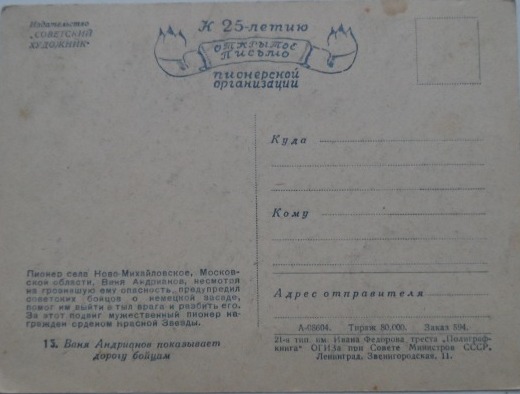 Издательство
„СОВЕТСКИЙ
ХУДОЖНИК“
К 25-летию
ОТКРЫТОЕ
ПИСЬМО
пионерской
организации
Куда
Кому
Адрес отправителя
Пионер села Ново-Михайловское, Московской
ской области, Ваня Андрианов, несмотря
на грозившую ему опасность, предупредил
советских бойцов о немецкой засаде,
помог им выйти в тыл врага и разбить его.
За этот подвиг мужественный пионер на-
гражден орденом Красной Звезды.
13. Ваня Андрианов показывает
дорогу бойцам
А-08604. Тираж 80.000. Заказ 894.
21-я тип. им. Ивана Федорова треста „Полиграф-
книга“ ОГИЗа при Совете Министров СССР.
Ленинград, Звенигородская, 11.